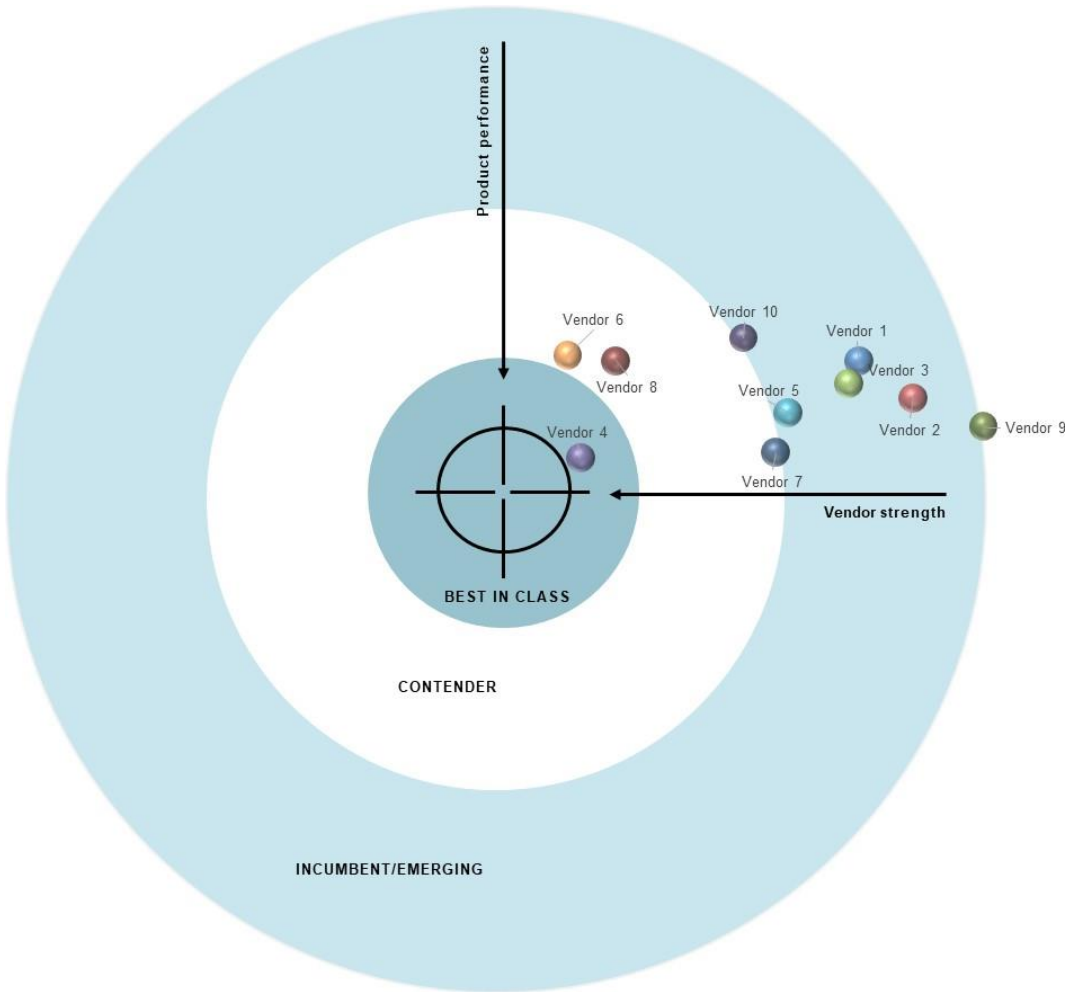 Product performance
Vendor 10
Vendor 6
Vendor 1
Vendor 3
Vendor 8
Vendor 5
Vendor 2
Vendor 9
Vendor 4
Vendor 7
Vendor strength
BEST IN CLASS
CONTENDER
INCUMBENT/EMERGING